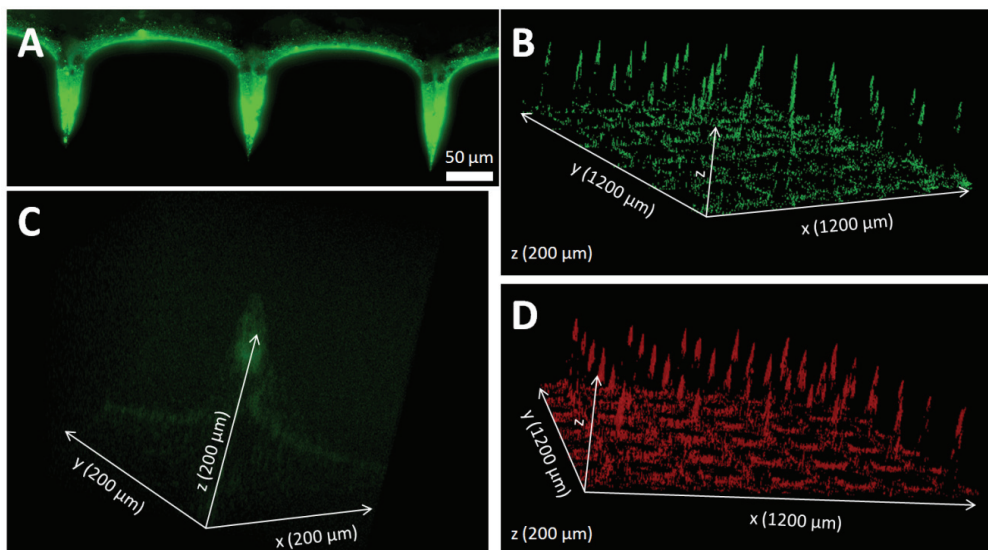 A
50 µm
B
y (1200 µm)
z
x (1200 µm)
z (200 µm)
C
y (200 µm)
z (200 µm)
x (200 µm)
D
y (1200 µm)
z
x (1200 µm)
z (200 µm)